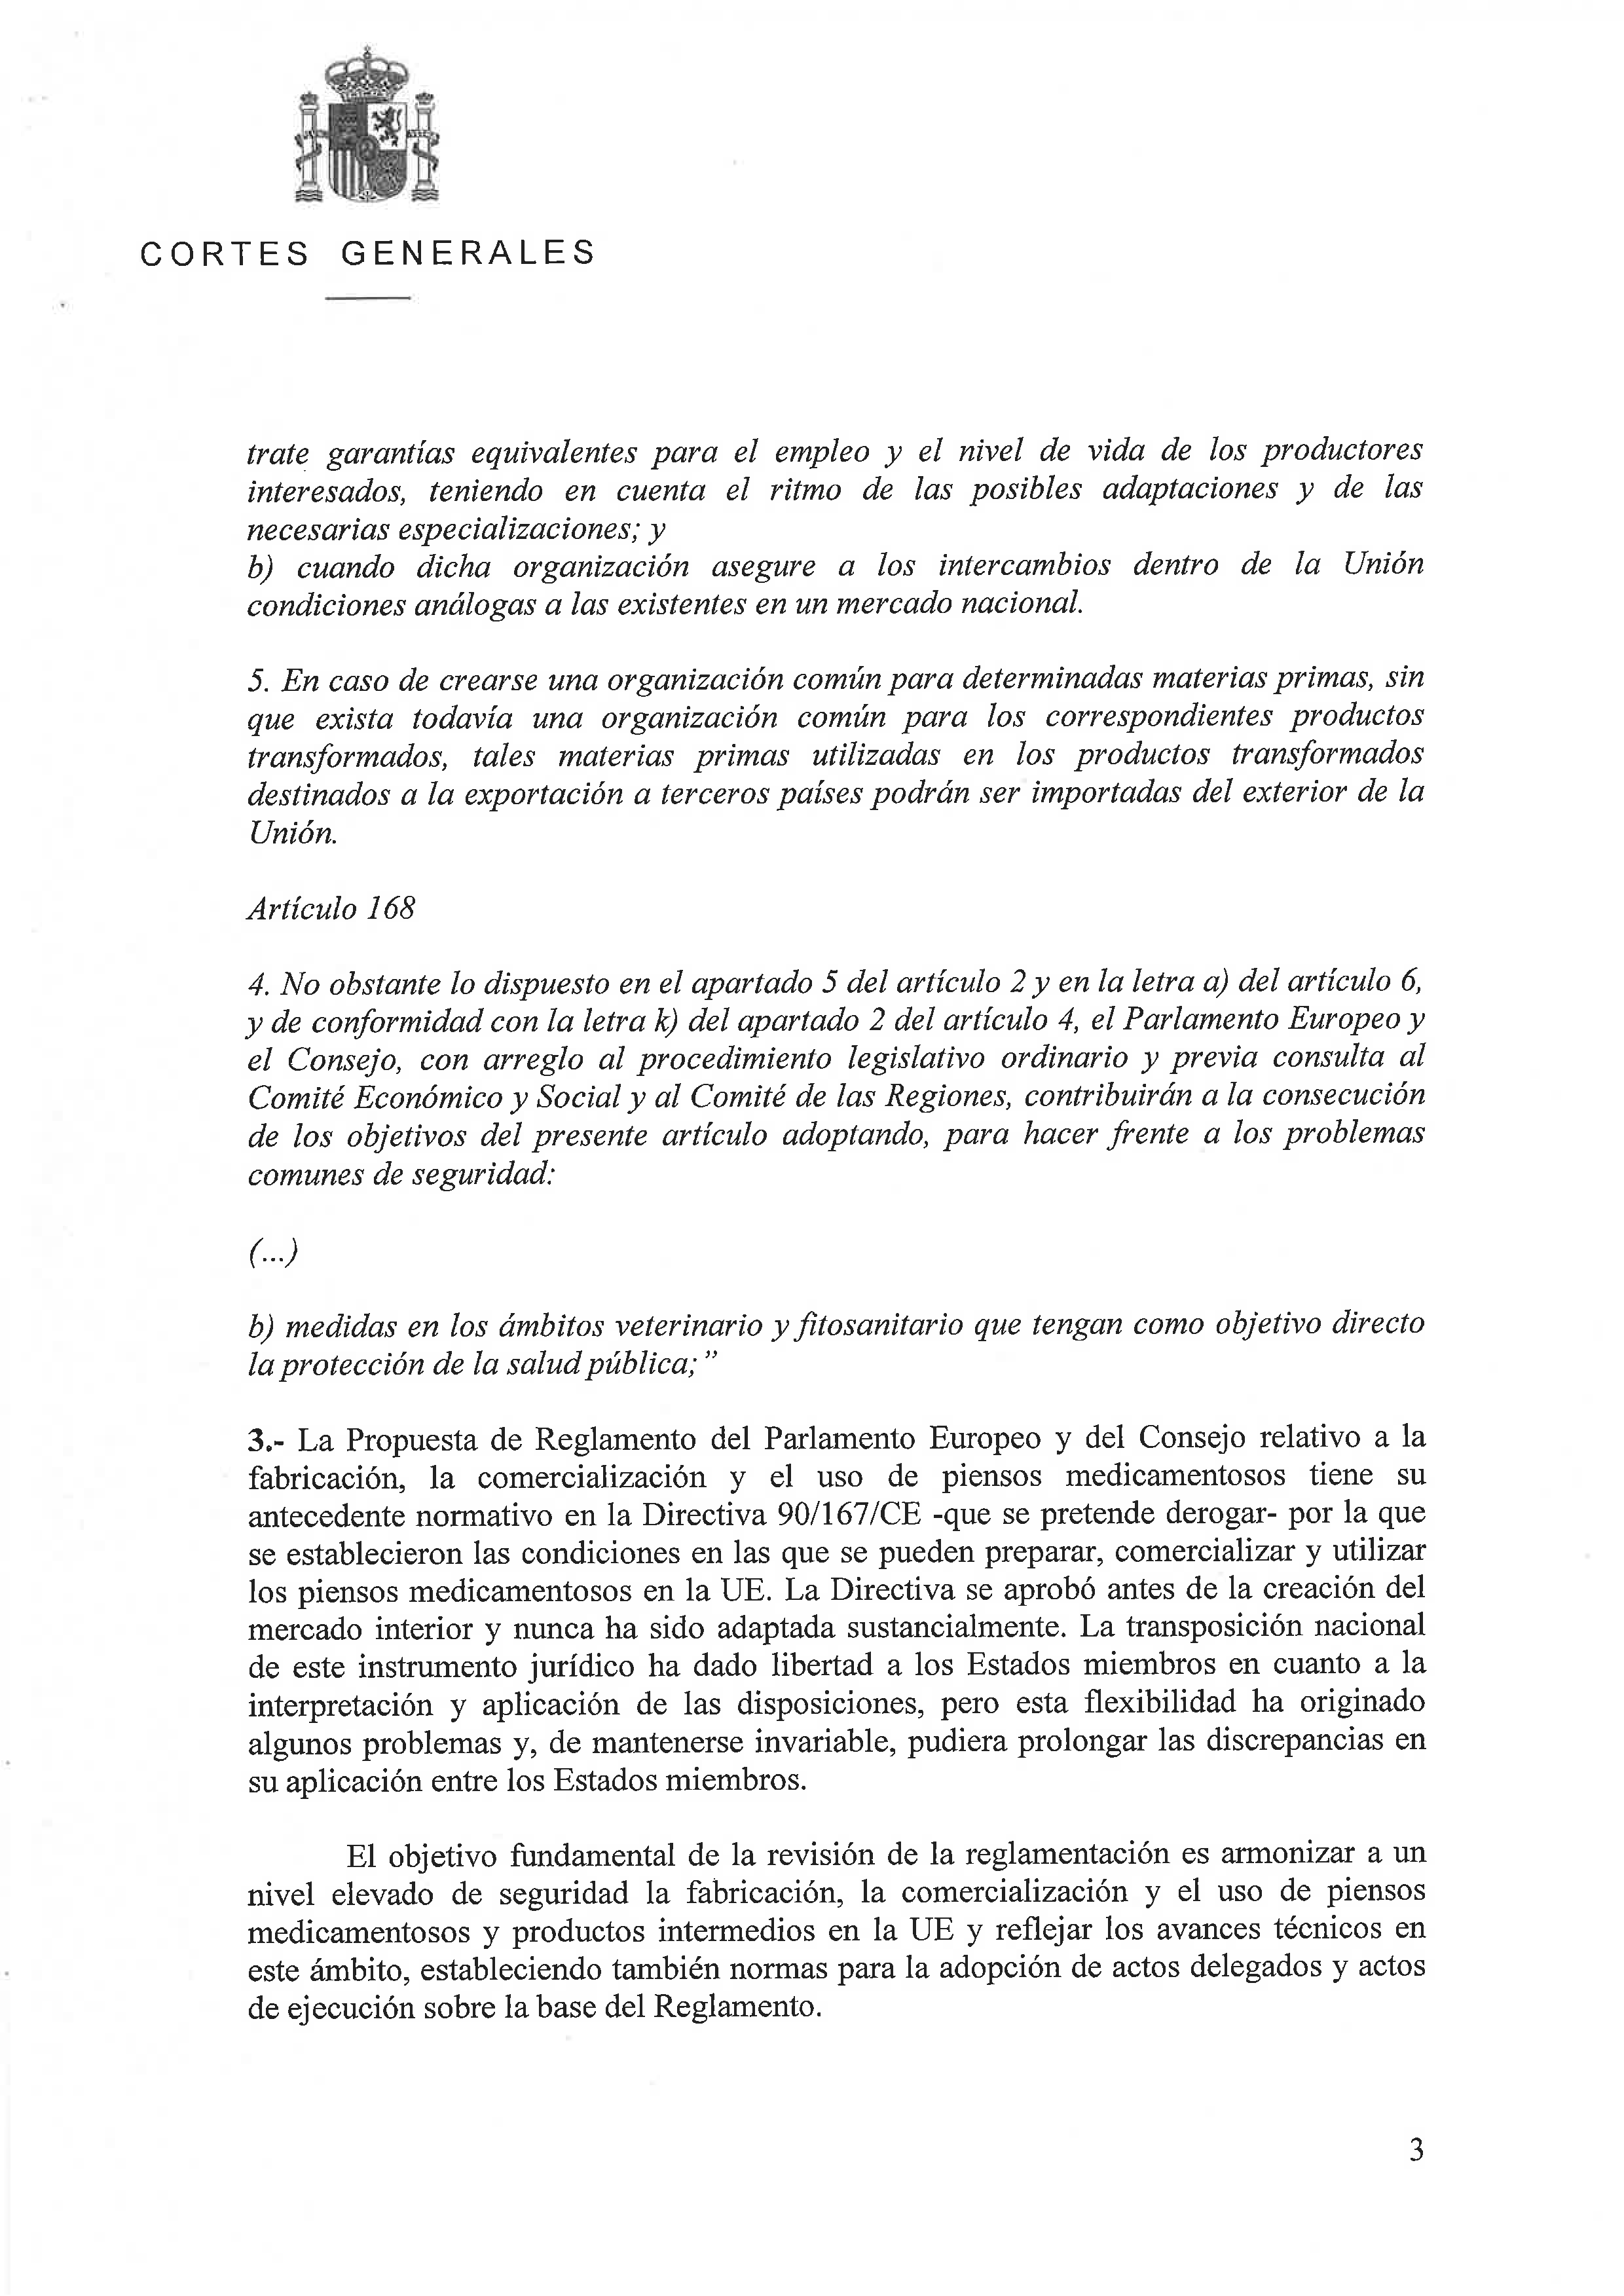 CORTES GENERALES
trate garantías equivalentes para el empleo y el nivel de vida de los productores
interesados, teniendo en cuenta el ritmo de las posibles adaptaciones y de las
necesarias especializaciones; y
b) cuando dicha organización asegure a los intercambios dentro de la Unión
condiciones análogas a las existentes en un mercado nacional.
5. En caso de crearse una organización común para determinadas materias primas, sin
que exista todavía una organización común para los correspondientes productos
transformados, tales materias primas utilizadas en los productos transformados
destinados a la exportación a terceros países podrán ser importadas del exterior de la
Unión.
Artículo 168
4. No obstante lo dispuesto en el apartado 5 del artículo 2 y en la letra a) del artículo 6,
y de conformidad con la letra k) del apartado 2 del artículo 4, el Parlamento Europeo y
el Consejo, con arreglo al procedimiento legislativo ordinario y previa consulta al
Comité Económico y Social y al Comité de las Regiones, contribuirán a la consecución
de los objetivos del presente artículo adoptando, para hacer frente a los problemas
comunes de seguridad:
(...)
b) medidas en los ámbitos veterinario y fitosanitario que tengan como objetivo directo
la protección de la salud pública;”
3.- La Propuesta de Reglamento del Parlamento Europeo y del Consejo relativo a la
fabricación, la comercialización y el uso de piensos medicamentosos tiene su
antecedente normativo en la Directiva 90/167/CE -que se pretende derogar- por la que
se establecieron las condiciones en las que se pueden preparar, comercializar y utilizar
los piensos medicamentosos en la UE. La Directiva se aprobó antes de la creación del
mercado interior y nunca ha sido adaptada sustancialmente. La transposición nacional
de este instrumento jurídico ha dado libertad a los Estados miembros en cuanto a la
interpretación y aplicación de las disposiciones, pero esta flexibilidad ha originado
algunos problemas y, de mantenerse invariable, pudiera prolongar las discrepancias en
su aplicación entre los Estados miembros.
El objetivo fundamental de la revisión de la reglamentación es armonizar a un
nivel elevado de seguridad la fabricación, la comercialización y el uso de piensos
medicamentosos y productos intermedios en la UE y reflejar los avances técnicos en
este ámbito, estableciendo también normas para la adopción de actos delegados y actos
de ejecución sobre la base del Reglamento.
3